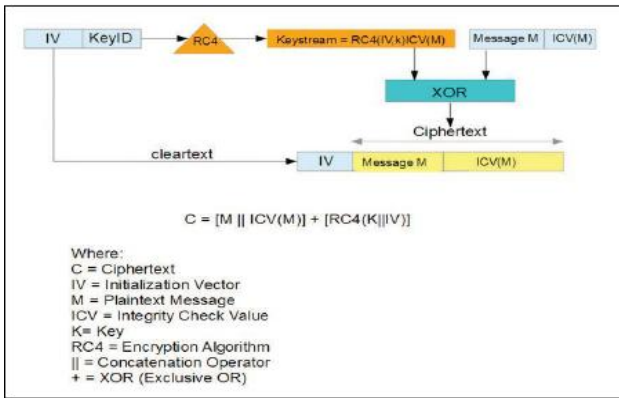 IV KeyID RC4 Keystream = RC4(IV,k)ICV(M) Message M ICV(M)
XOR
Ciphertext
cleartext
IV Message M ICV(M)
C = [M || ICV(M)] + [RC4(K||IV)]
Where:
C = Ciphertext
IV = Initialization Vector
M = Plaintext Message
ICV = Integrity Check Value
K= Key
RC4 = Encryption Algorithm
|| = Concatenation Operator
+ = XOR (Exclusive OR)